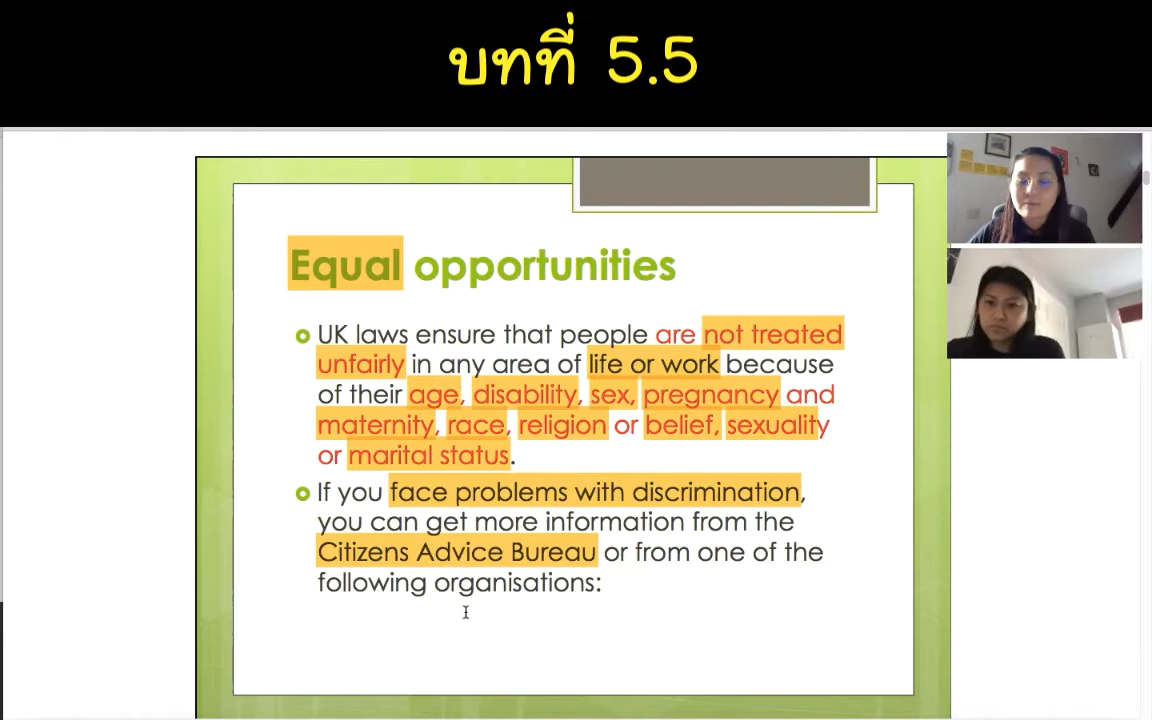 บทที่ 5.5
Equal opportunities
UK laws ensure that people are not treated
unfairly in any area of life or work because
of their age, disability, sex, pregnancy and
maternity, race, religion or belief, sexuality
or marital status.
If you face problems with discrimination,
you can get more information from the
Citizens Advice Bureau or from one of the
following organisations: